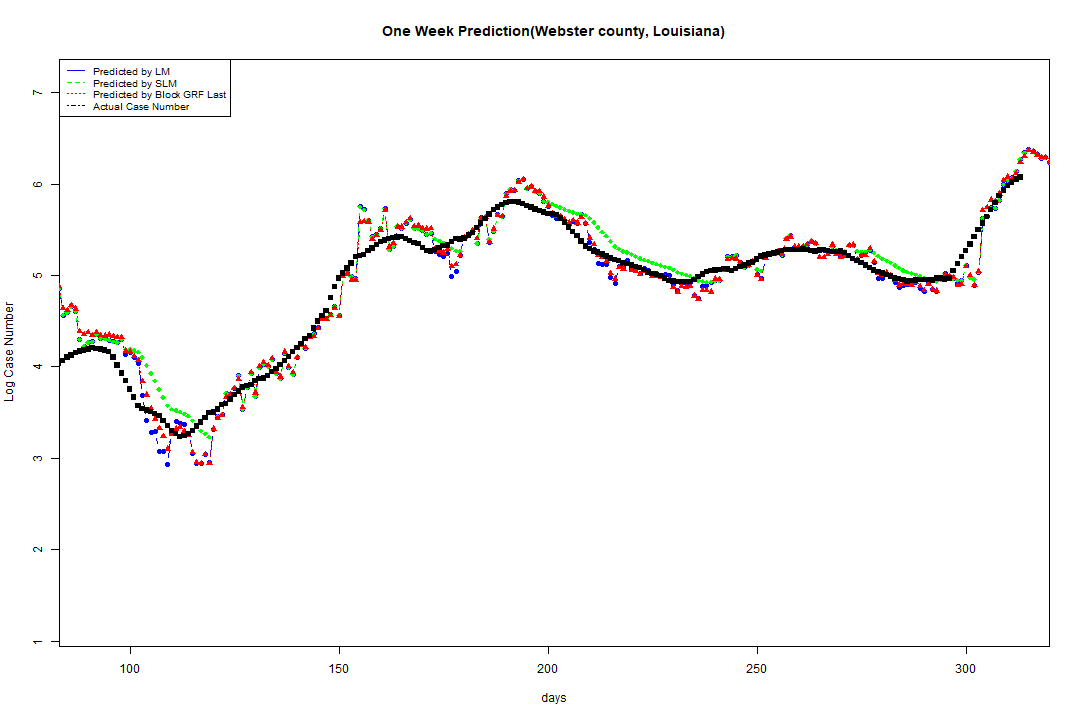 One Week Prediction(Webster county, Louisiana)
Predicted by LM
Predicted by SLM
Predicted by Block GRF Last
Actual Case Number
7
6
5
4
3
2
1
Log Case Number
100 150 200 250 300
days